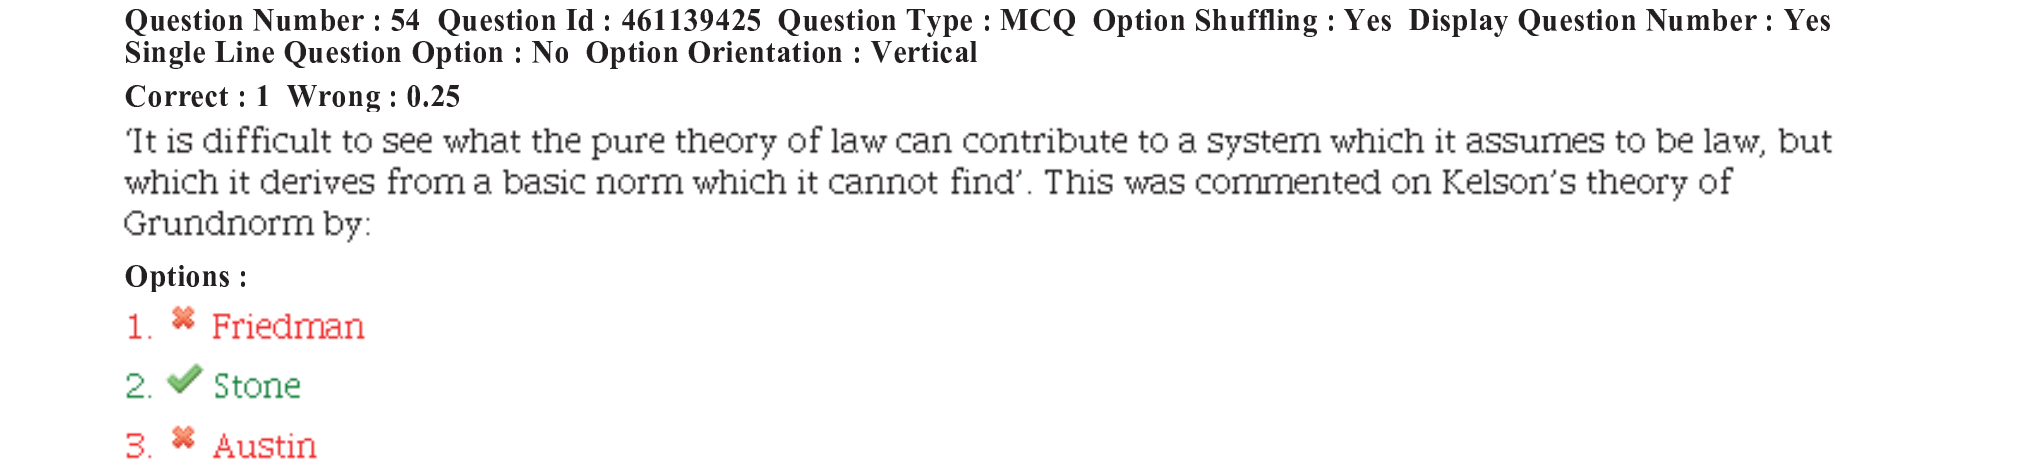 Question Number : 54 Question Id : 461139425 Question Type : MCQ Option Shuffling : Yes Display Question Number : Yes
Single Line Question Option : No Option Orientation : Vertical
Correct : 1 Wrong : 0.25
'It is difficult to see what the pure theory of law can contribute to a system which it assumes to be law, but
which it derives from a basic norm which it cannot find'. This was commented on Kelson's theory of
Grundnorm by:
Options :
1. ✖ Friedman
2. ✔ Stone
3. ✖ Austin